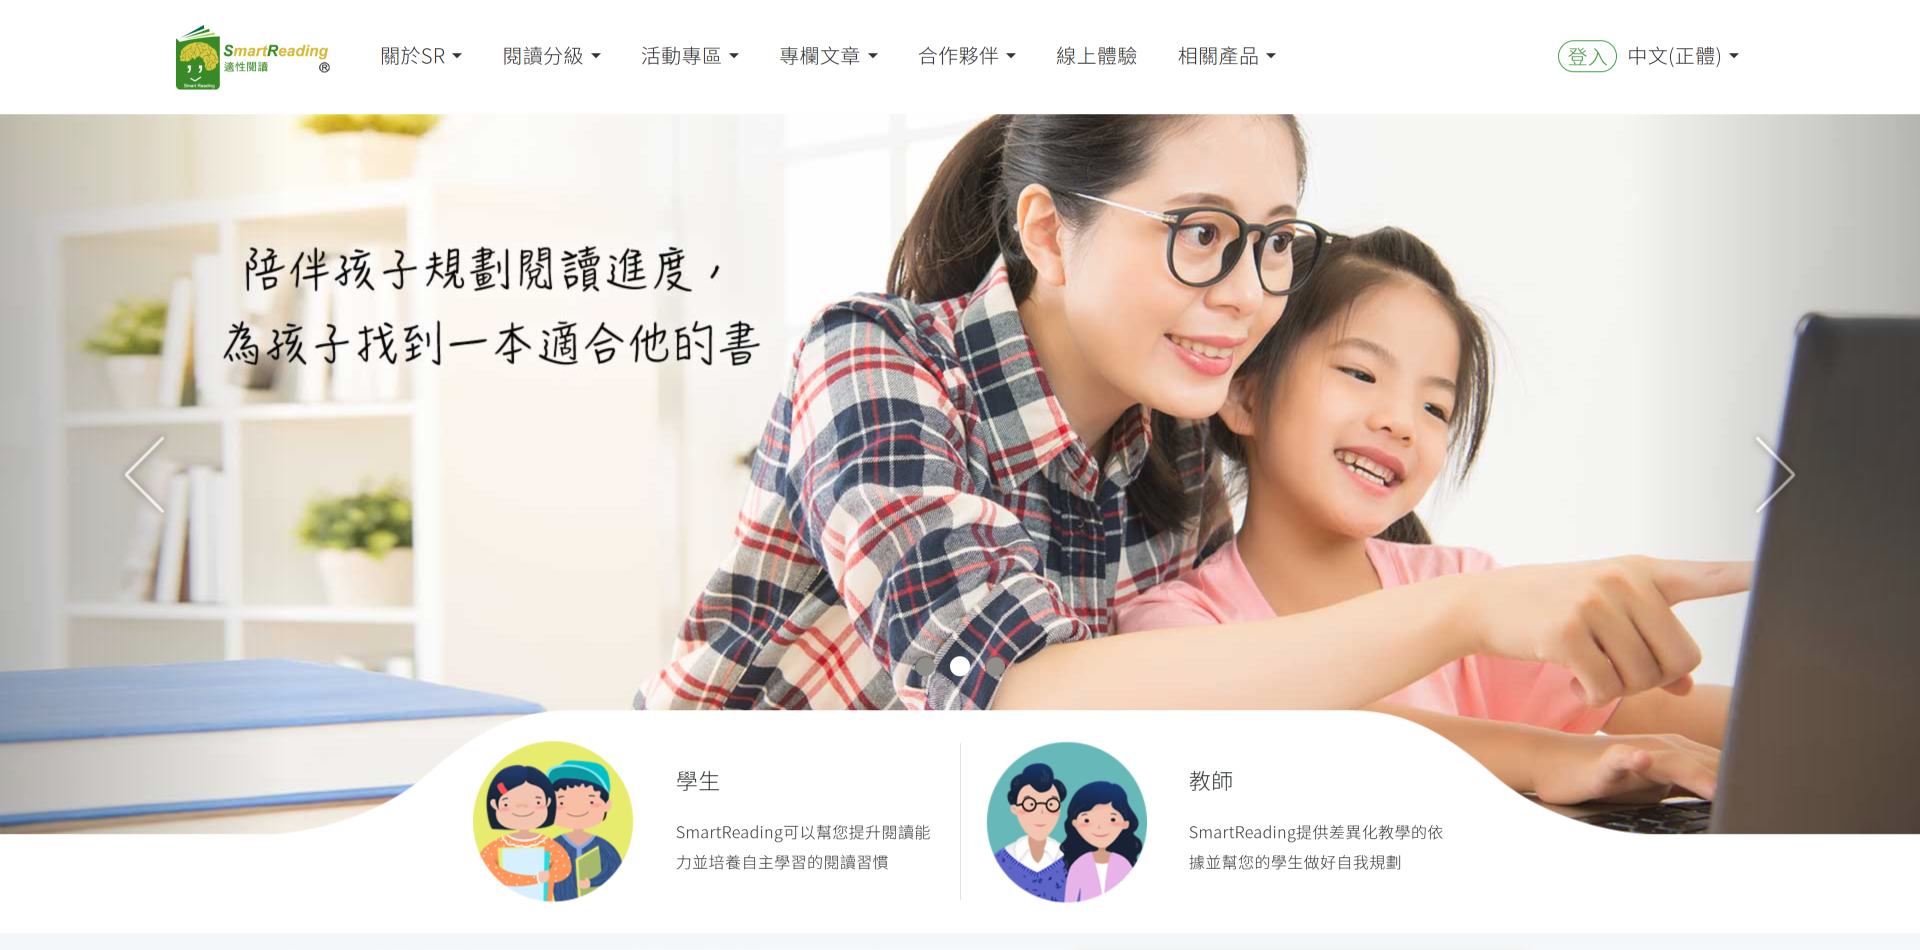 SmartReading
適性閱讀
®
Smart Reading
關於SR
閱讀分級
活動專區
專欄文章
合作夥伴
線上體驗
相關產品
登入
中文(正體)
陪伴孩子規劃閱讀進度，
為孩子找到一本適合他的書
學生
SmartReading可以幫您提升閱讀能
力並培養自主學習的閱讀習慣
教師
SmartReading提供差異化教學的依
據並幫您的學生做好自我規劃